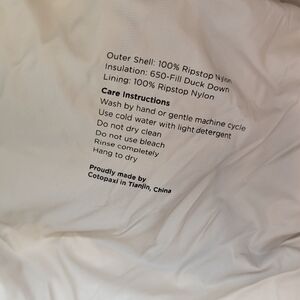 Outer Shell: 100% Ripstop Nylon
Insulation: 650-Fill Duck Down
Lining: 100% Ripstop Nylon
Care Instructions
Wash by hand or gentle machine cycle
Use cold water with light detergent
Do not dry clean
Do not use bleach
Rinse completely
Hang to dry
Proudly made by
Cotopaxi in Tianjin, China